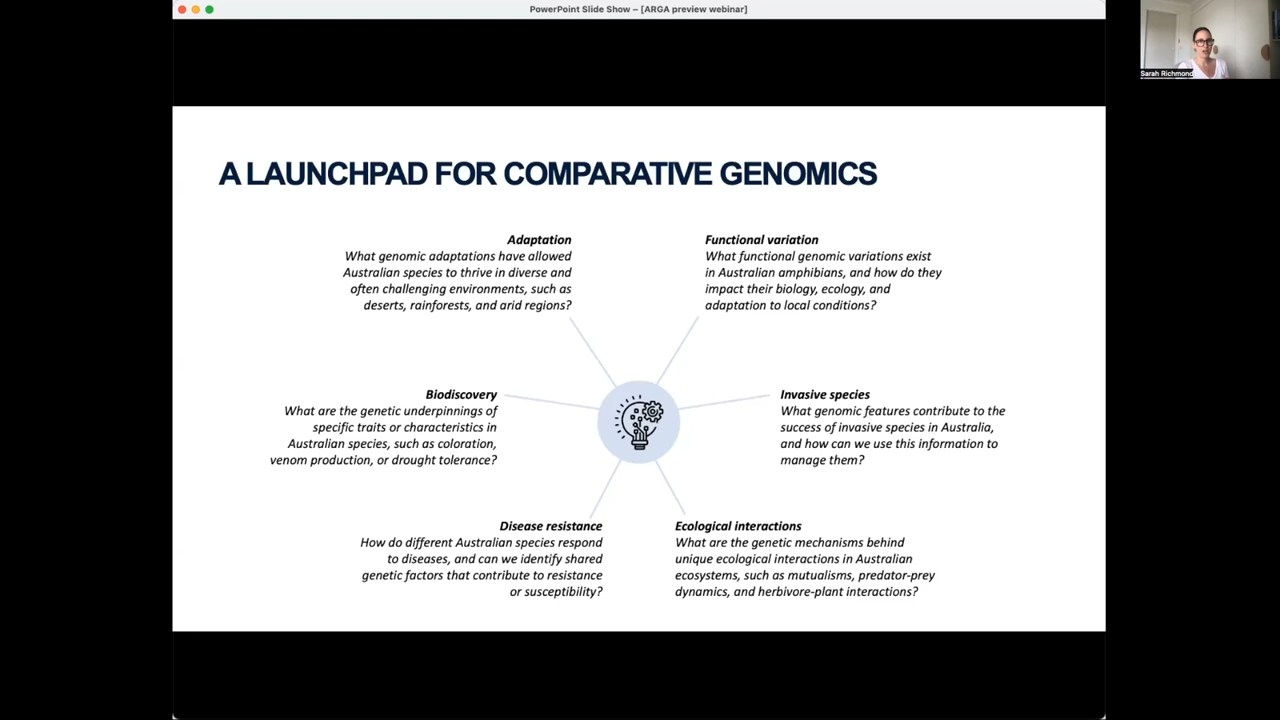 PowerPoint Slide Show – [ARGA preview webinar]
Sarah Richmond
A LAUNCHPAD FOR COMPARATIVE GENOMICS
Adaptation
What genomic adaptations have allowed
Australian species to thrive in diverse and
often challenging environments, such as
deserts, rainforests, and arid regions?
Functional variation
What functional genomic variations exist
in Australian amphibians, and how do they
impact their biology, ecology, and
adaptation to local conditions?
Biodiscovery
What are the genetic underpinnings of
specific traits or characteristics in
Australian species, such as coloration,
venom production, or drought tolerance?
Invasive species
What genomic features contribute to the
success of invasive species in Australia,
and how can we use this information to
manage them?
Disease resistance
How do different Australian species respond
to diseases, and can we identify shared
genetic factors that contribute to resistance
or susceptibility?
Ecological interactions
What are the genetic mechanisms behind
unique ecological interactions in Australian
ecosystems, such as mutualisms, predator-prey
dynamics, and herbivore-plant interactions?